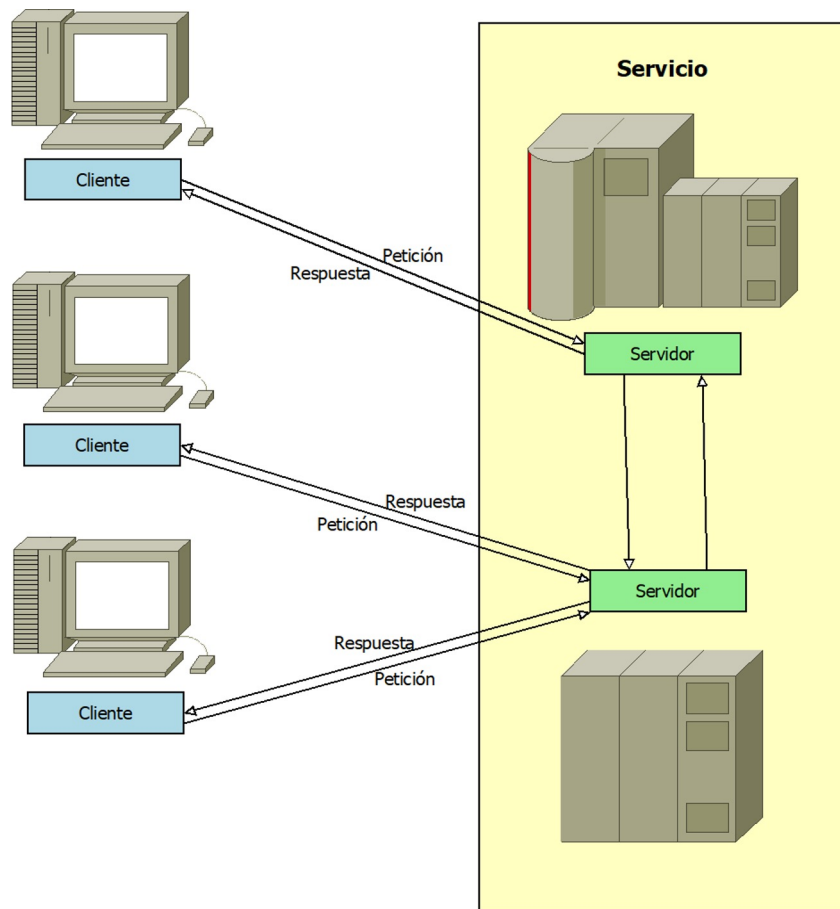 Servicio
Cliente
Petición
Respuesta
Servidor
Cliente
Respuesta
Petición
Servidor
Respuesta
Petición
Cliente